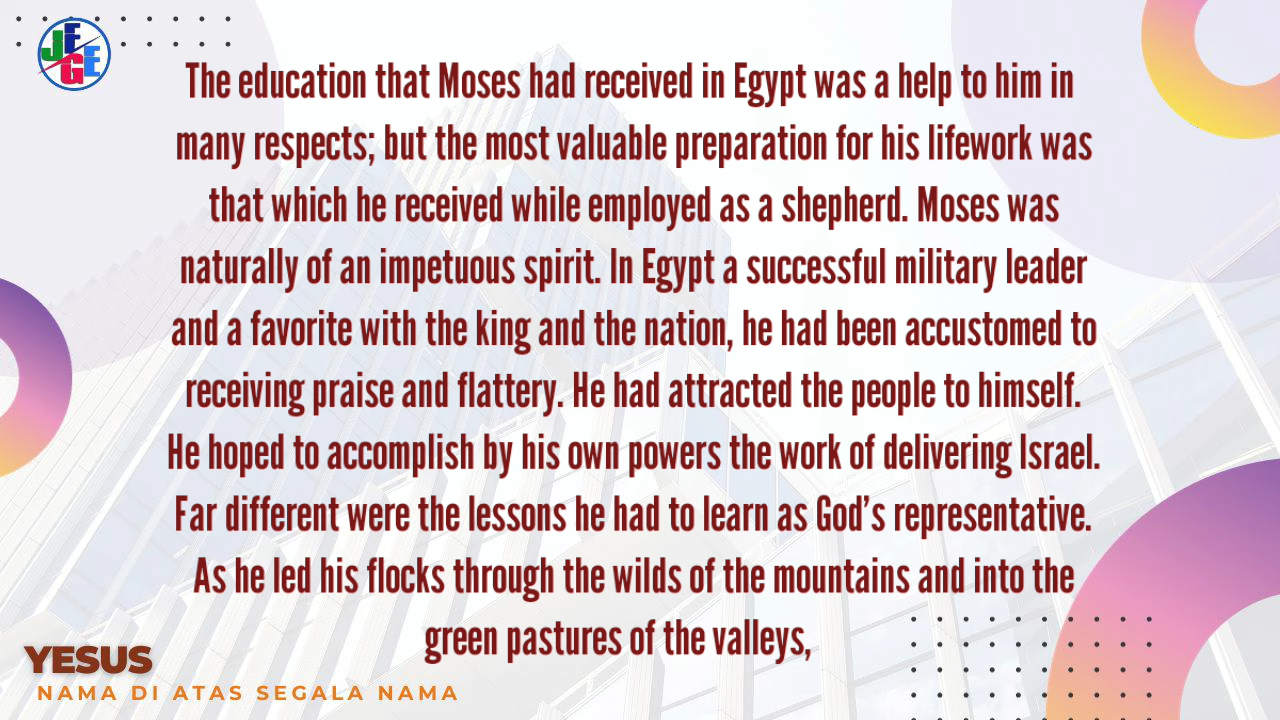 JEGE
The education that Moses had received in Egypt was a help to him in
many respects; but the most valuable preparation for his lifework was
that which he received while employed as a shepherd. Moses was
naturally of an impetuous spirit. In Egypt a successful military leader
and a favorite with the king and the nation, he had been accustomed to
receiving praise and flattery. He had attracted the people to himself.
He hoped to accomplish by his own powers the work of delivering Israel.
Far different were the lessons he had to learn as God’s representative.
As he led his flocks through the wilds of the mountains and into the
green pastures of the valleys,
YESUS
NAMA DI ATAS SEGALA NAMA